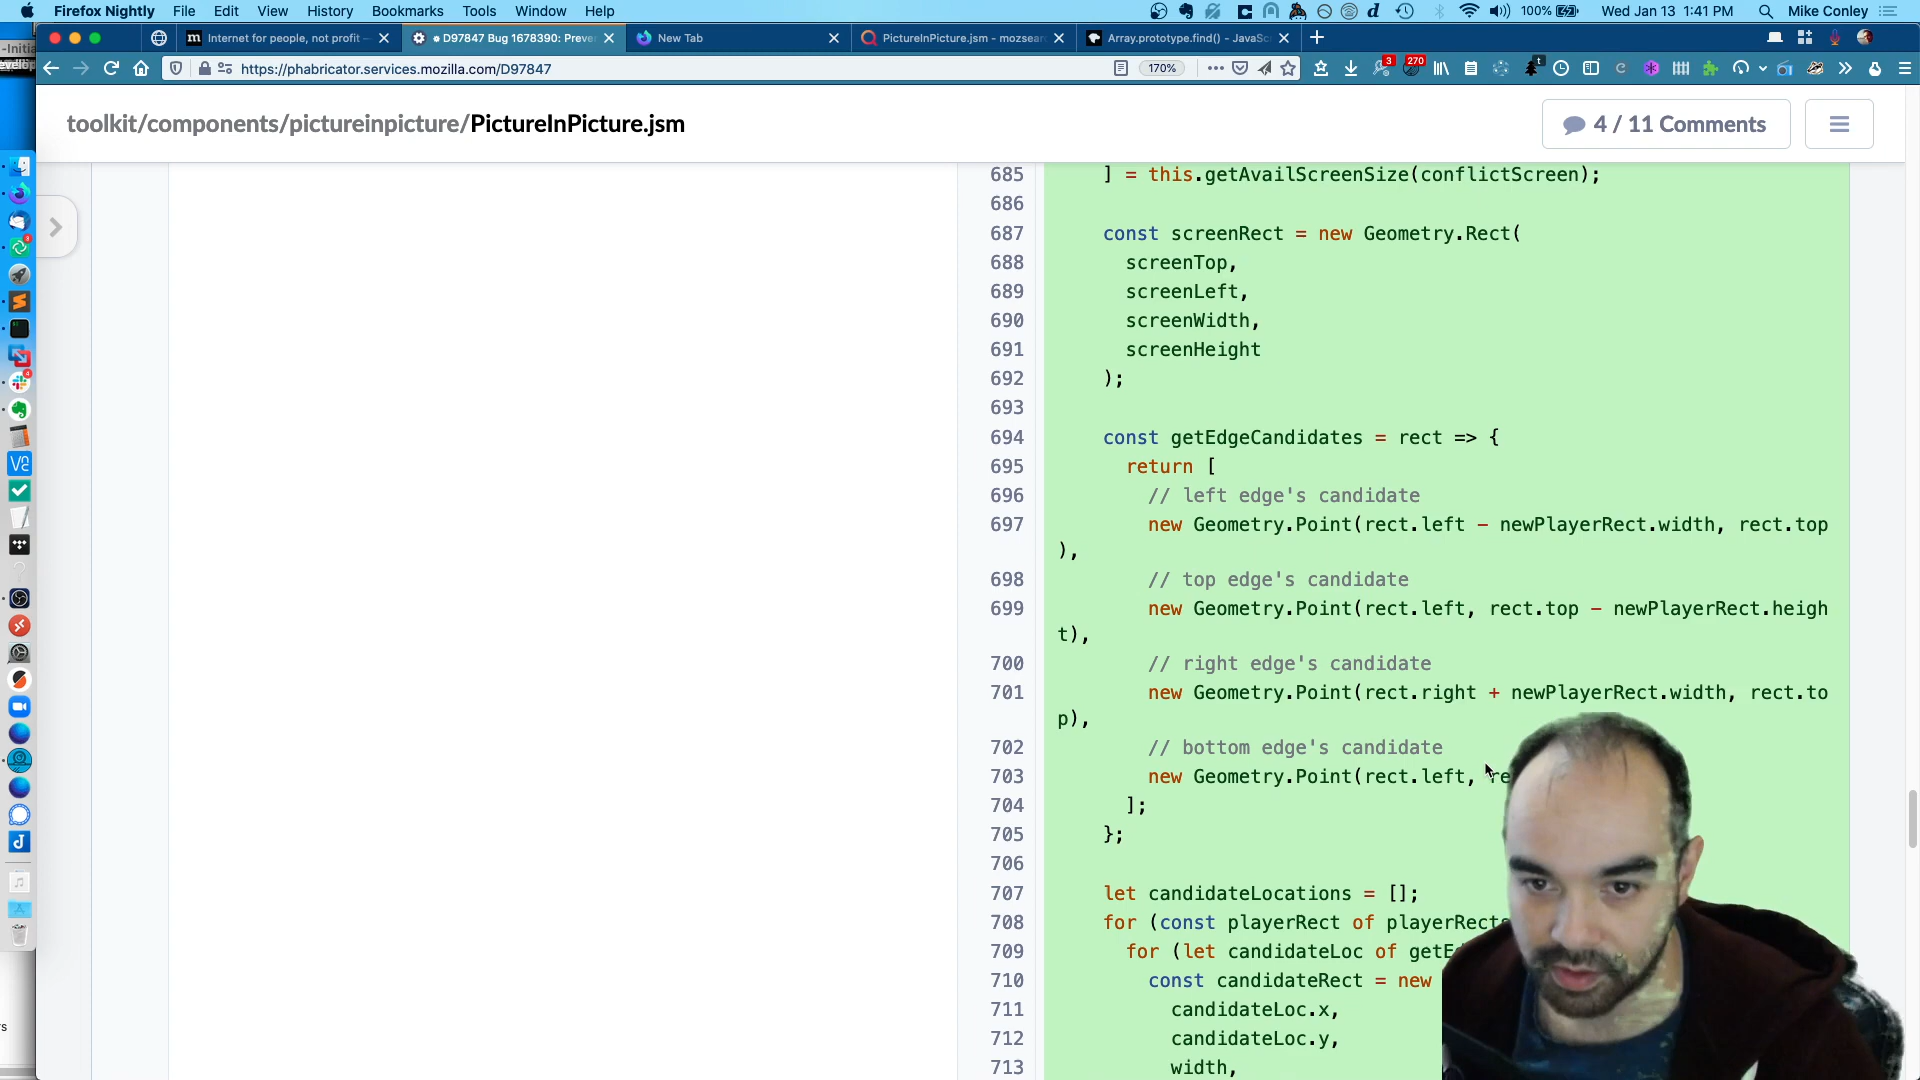 Firefox Nightly File Edit View History Bookmarks Tools Window Help
100% Wed Jan 13 1:41 PM Mike Conley
Internet for people, not profit — D97847 Bug 1678390: Preve New Tab PictureInPicture.jsm - mozsear Array.prototype.find() - JavaSc
https://phabricator.services.mozilla.com/D97847 170% 3 270
toolkit/components/pictureinpicture/PictureInPicture.jsm
4 / 11 Comments
685 ] = this.getAvailScreenSize(conflictScreen);
686
687 const screenRect = new Geometry.Rect(
688 screenTop,
689 screenLeft,
690 screenWidth,
691 screenHeight
692 );
693
694 const getEdgeCandidates = rect => {
695 return [
696 // left edge's candidate
697 new Geometry.Point(rect.left - newPlayerRect.width, rect.top
),
698 // top edge's candidate
699 new Geometry.Point(rect.left, rect.top - newPlayerRect.heigh
t),
700 // right edge's candidate
701 new Geometry.Point(rect.right + newPlayerRect.width, rect.to
p),
702 // bottom edge's candidate
703 new Geometry.Point(rect.left, re
704 ];
705 };
706
707 let candidateLocations = [];
708 for (const playerRect of playerRects
709 for (let candidateLoc of getE
710 const candidateRect = new
711 candidateLoc.x,
712 candidateLoc.y,
713 width,